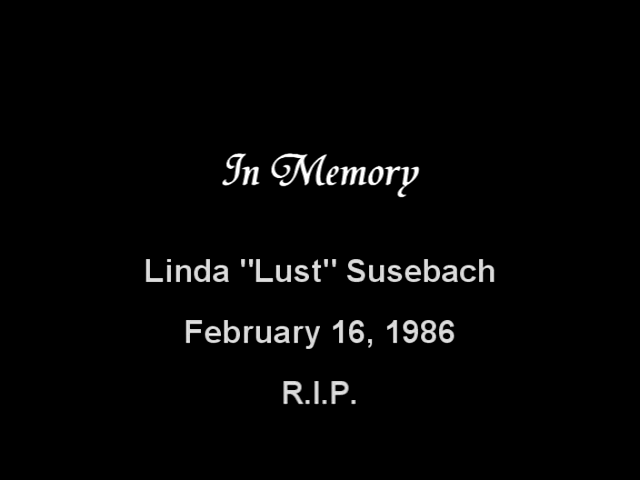 In Memory
Linda "Lust" Susebach
February 16, 1986
R.I.P.